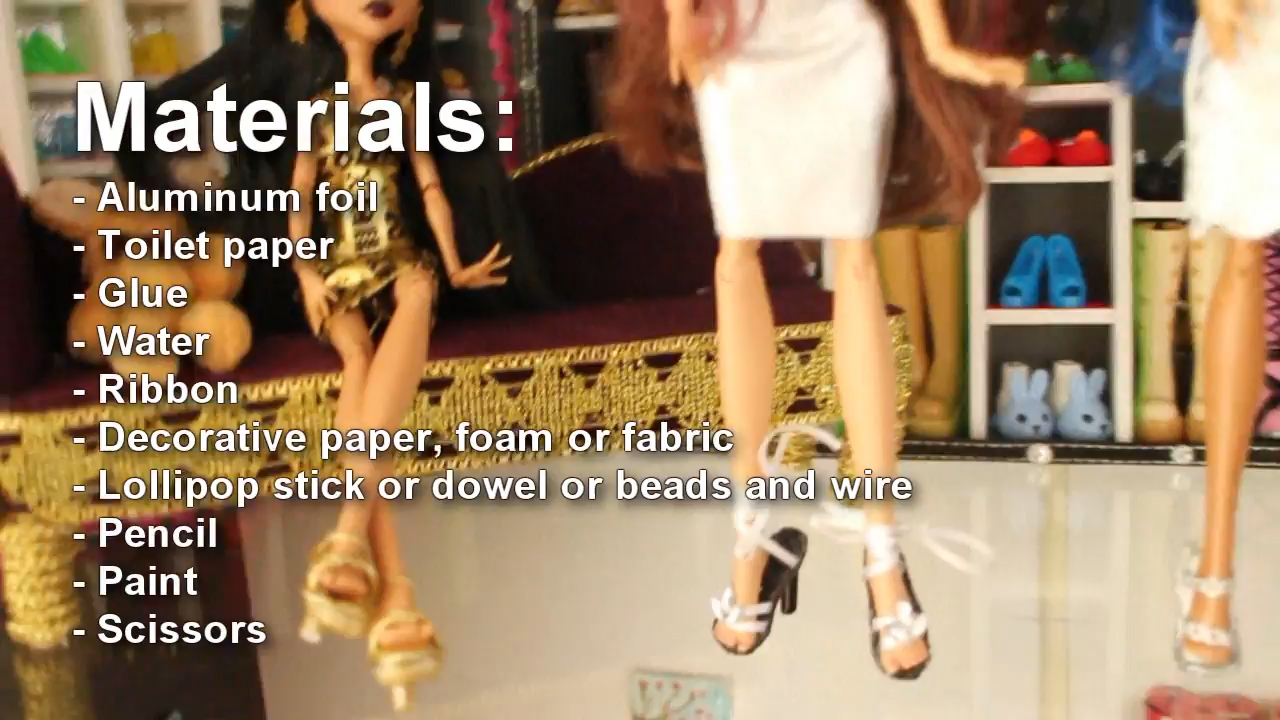 Materials:
- Aluminum foil
- Toilet paper
- Glue
- Water
- Ribbon
- Decorative paper, foam or fabric
- Lollipop stick or dowel or beads and wire
- Pencil
- Paint
- Scissors